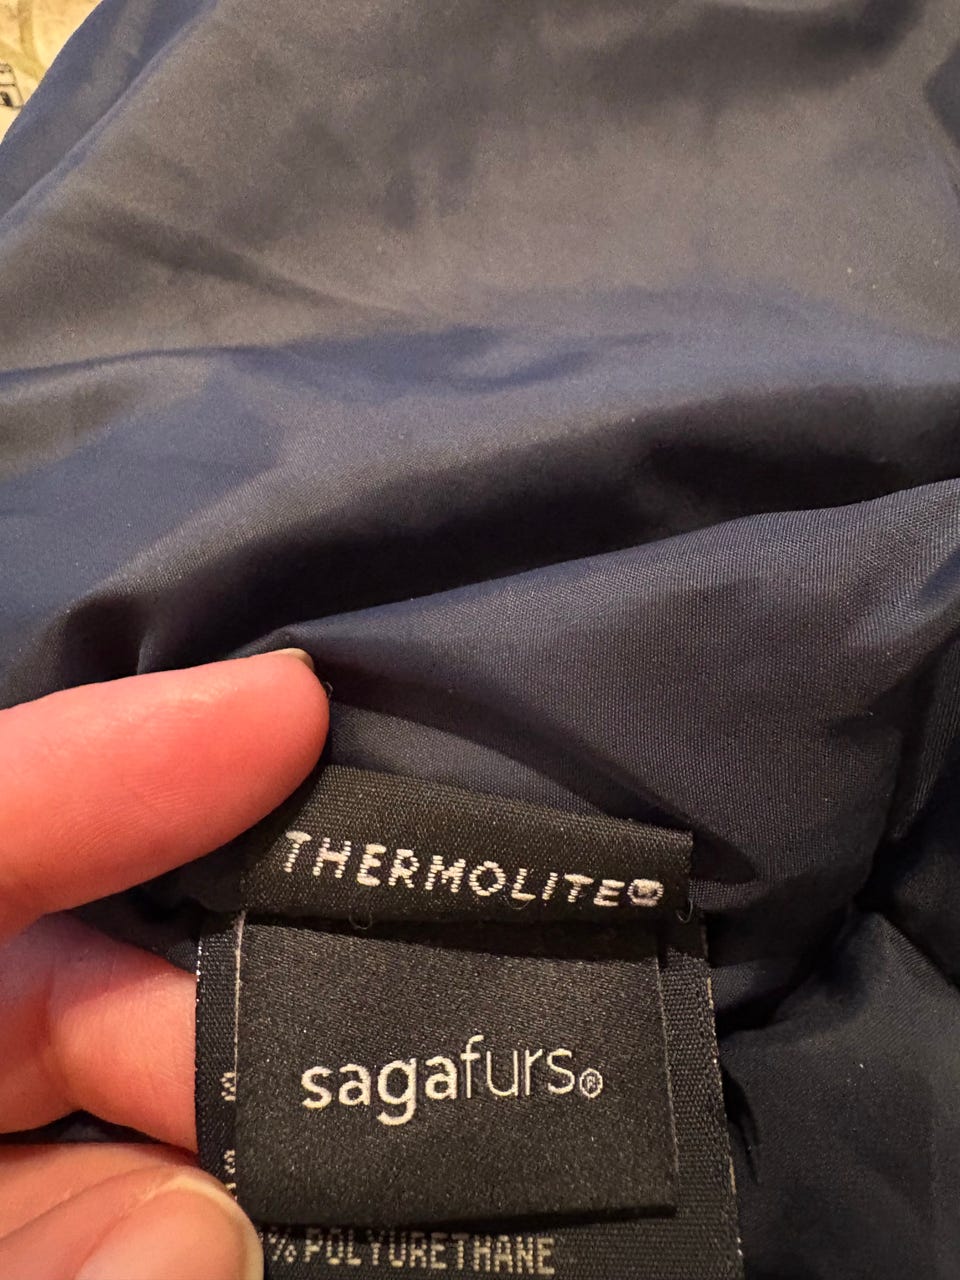 THERMOLITE®
sagafurs®
% POLYURETHANE